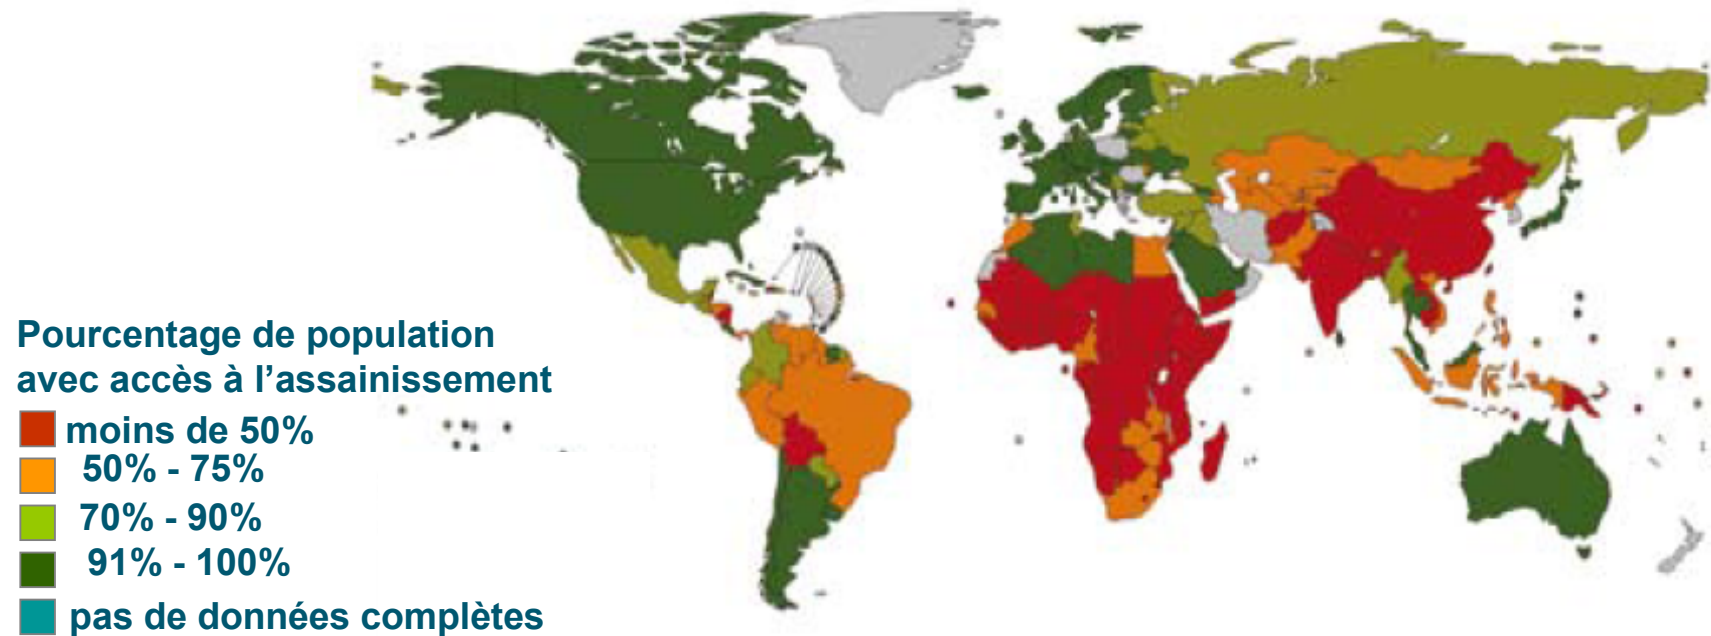 Pourcentage de population
avec accès à l’assainissement
moins de 50%
50% - 75%
70% - 90%
91% - 100%
pas de données complètes